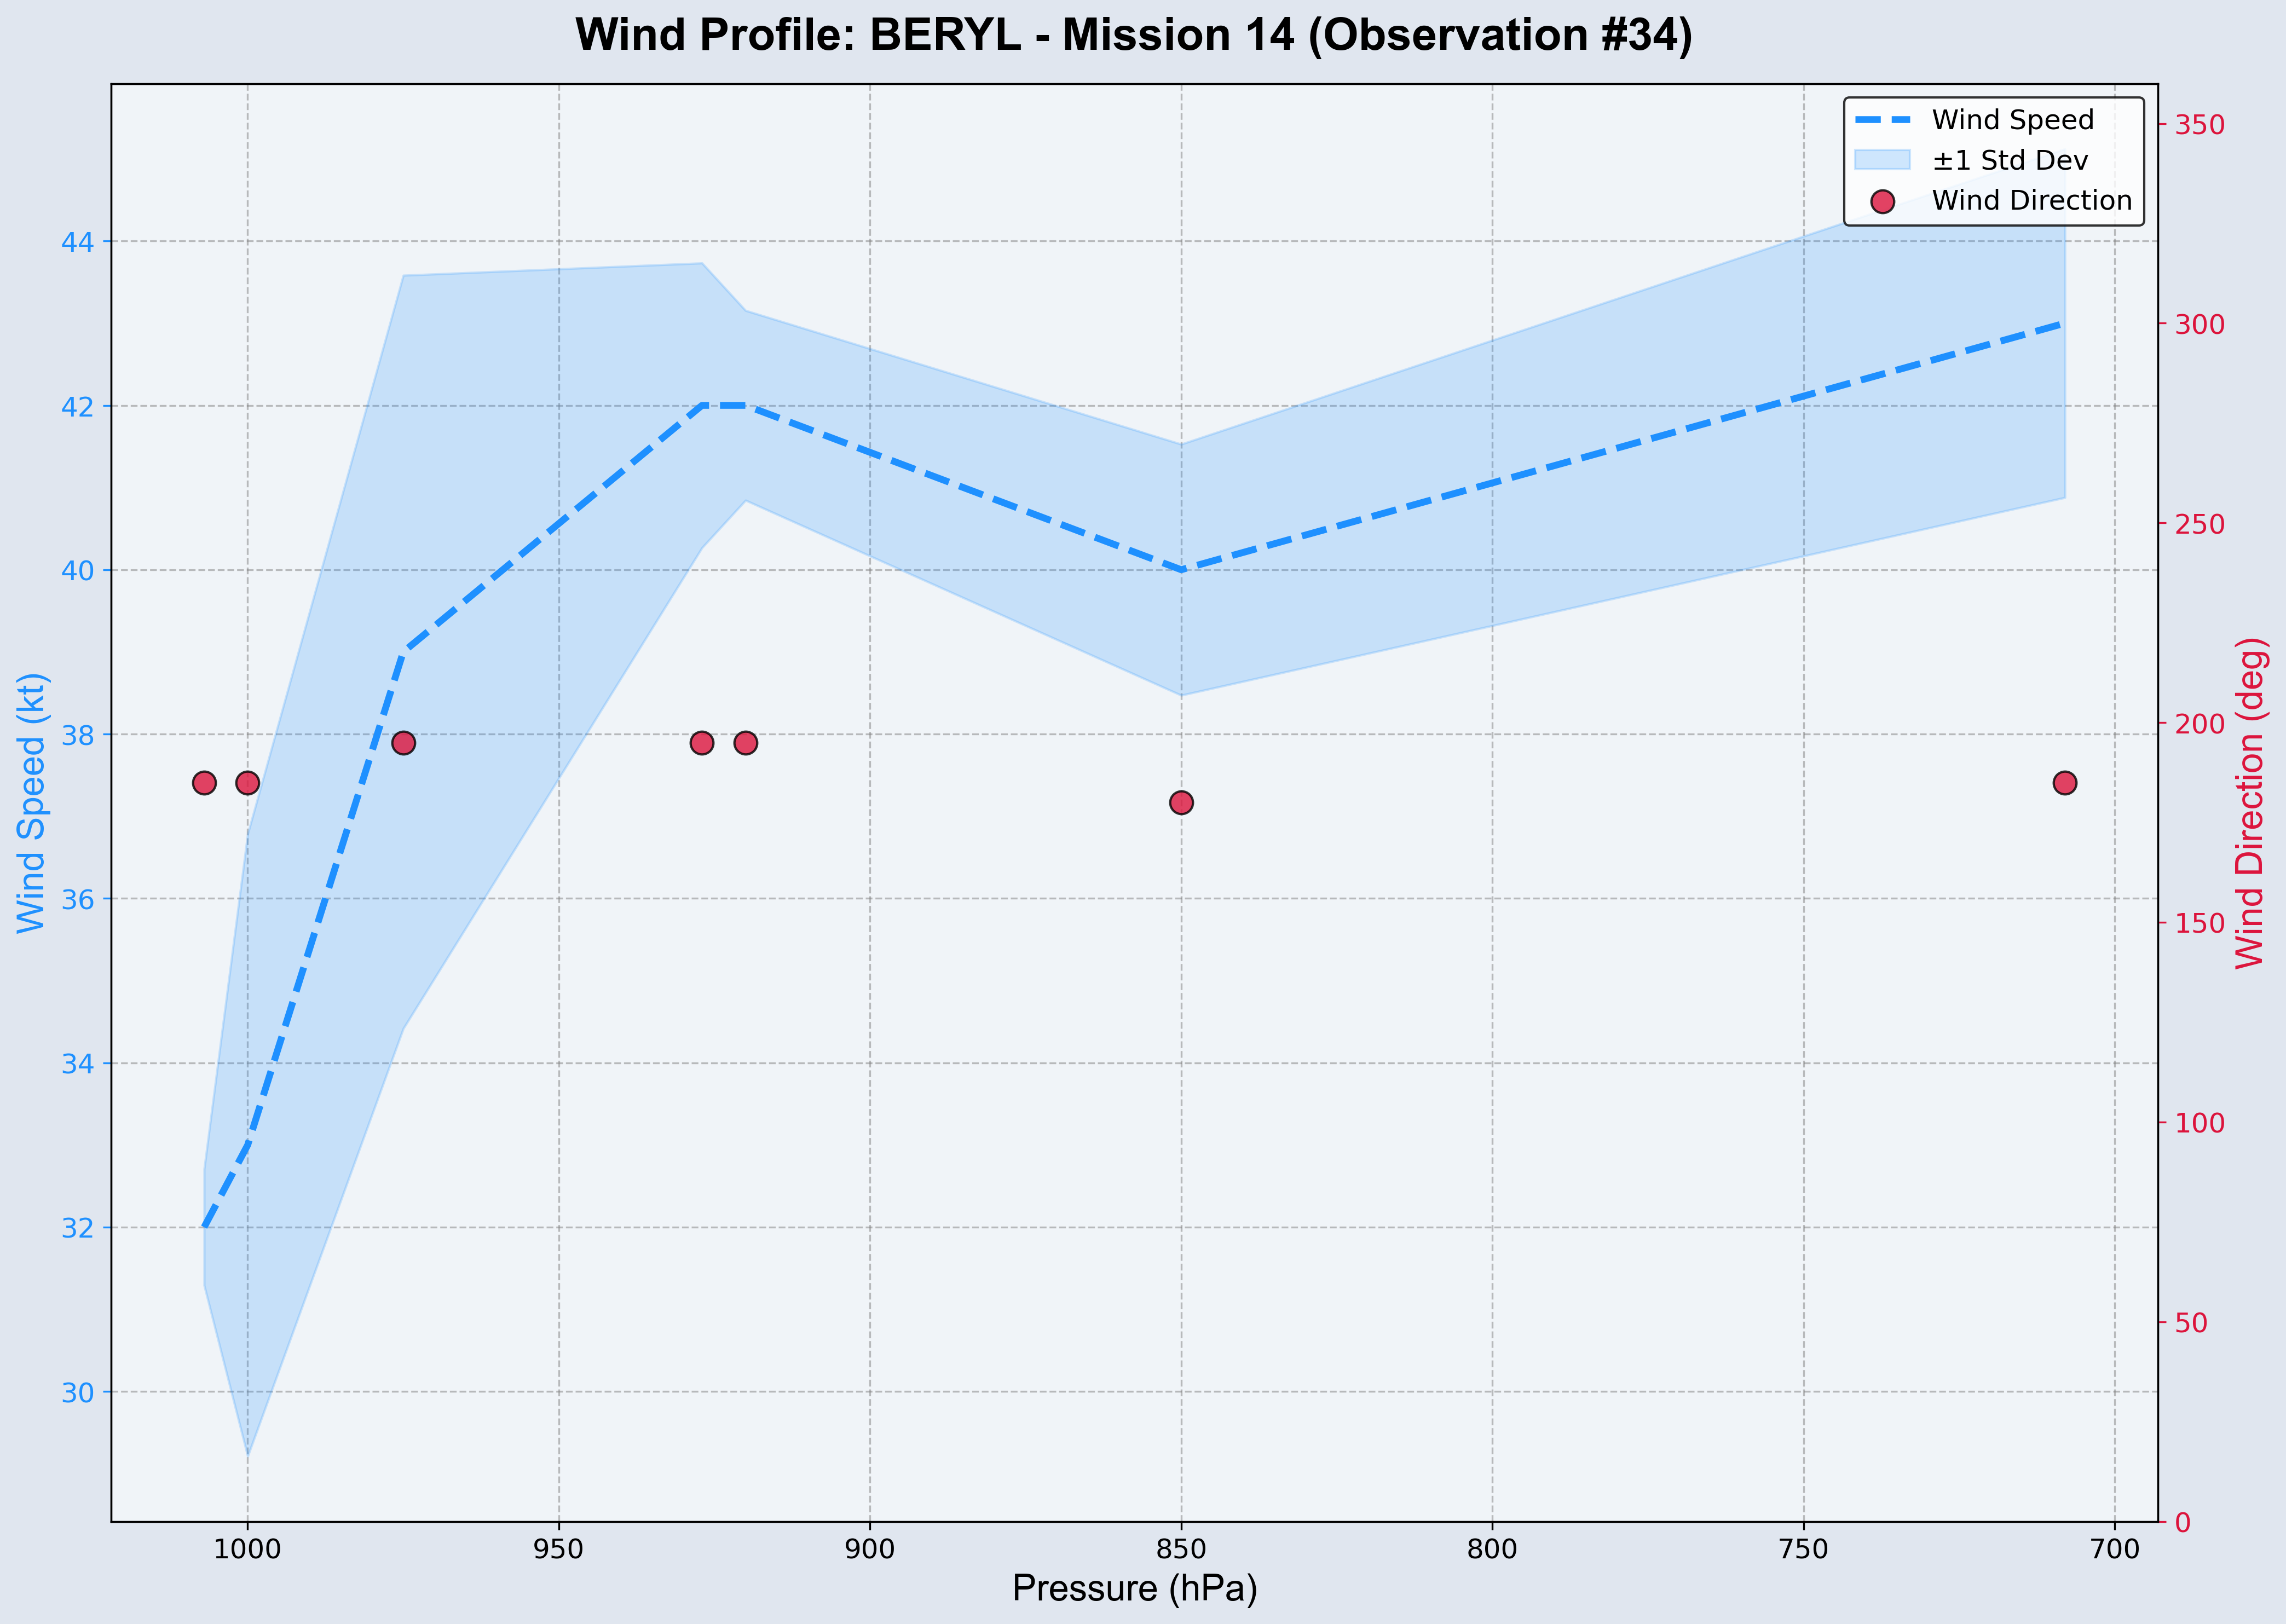 Wind Profile: BERYL - Mission 14 (Observation #34)
Wind Speed
±1 Std Dev
Wind Direction
44
42
40
38
36
34
32
30
Wind Speed (kt)
350
300
250
200
150
100
50
0
Wind Direction (deg)
1000 950 900 850 800 750 700
Pressure (hPa)